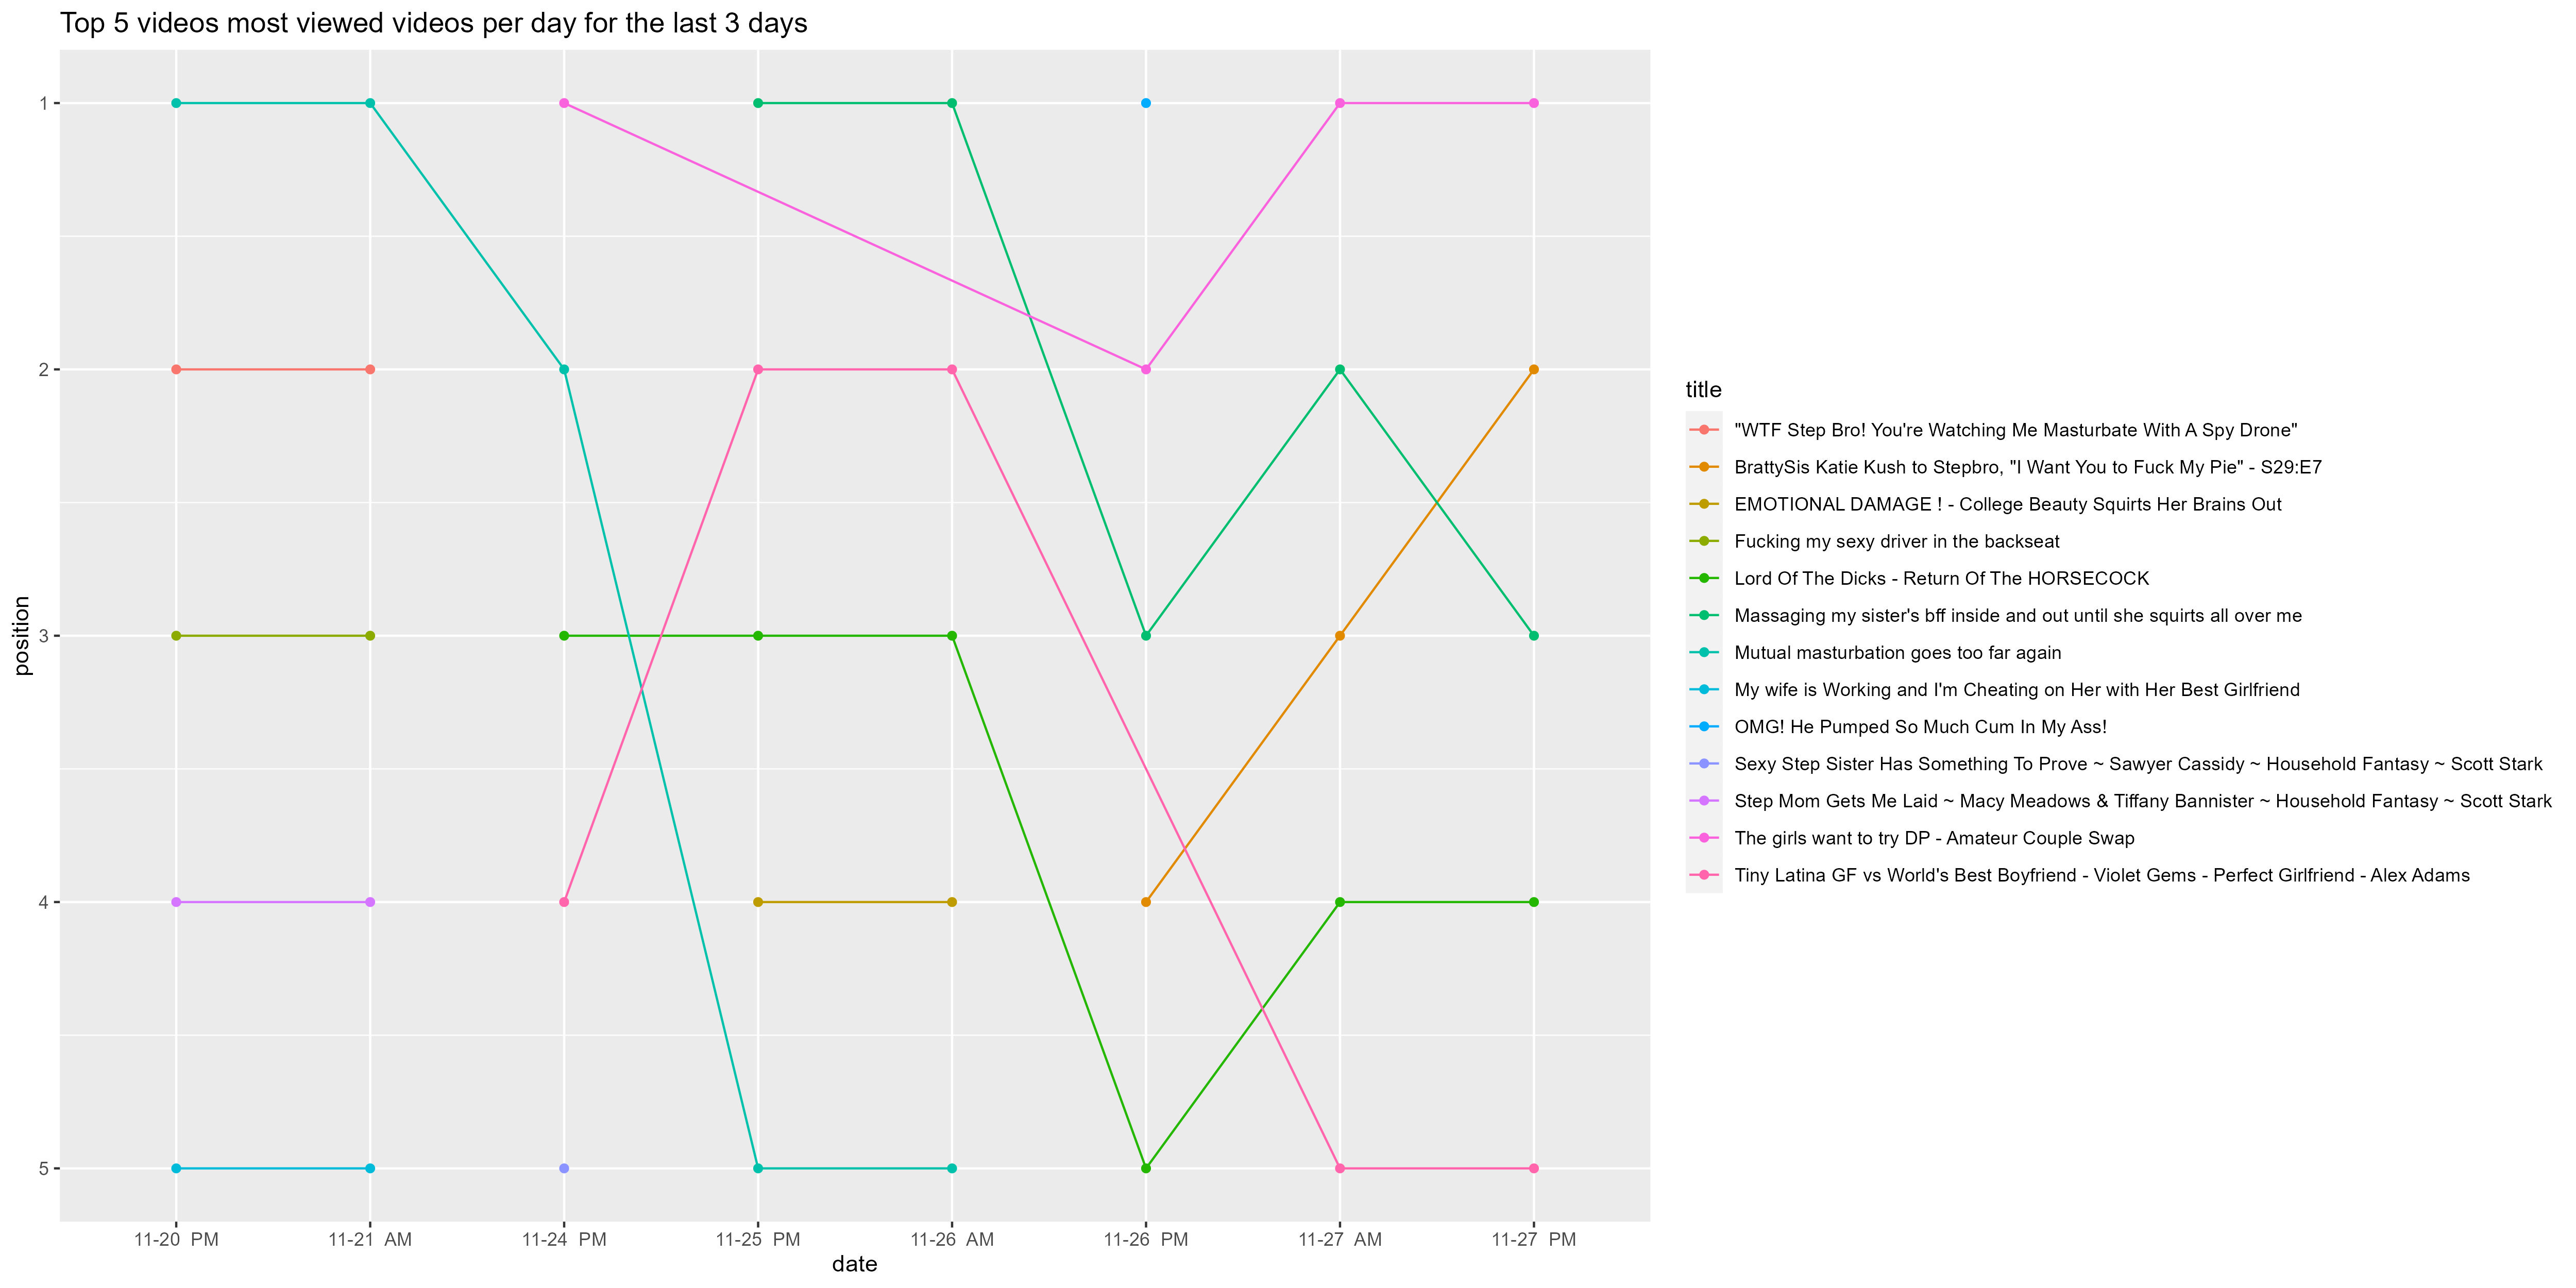 Top 5 videos most viewed videos per day for the last 3 days
position
1
2
3
4
5
11-20 PM
11-21 AM
11-24 PM
11-25 PM
11-26 AM
11-26 PM
11-27 AM
11-27 PM
date
title
"WTF Step Bro! You're Watching Me Masturbate With A Spy Drone"
BrattySis Katie Kush to Stepbro, "I Want You to Fuck My Pie" - S29:E7
EMOTIONAL DAMAGE ! - College Beauty Squirts Her Brains Out
Fucking my sexy driver in the backseat
Lord Of The Dicks - Return Of The HORSECOCK
Massaging my sister's bff inside and out until she squirts all over me
Mutual masturbation goes too far again
My wife is Working and I'm Cheating on Her with Her Best Girlfriend
OMG! He Pumped So Much Cum In My Ass!
Sexy Step Sister Has Something To Prove ~ Sawyer Cassidy ~ Household Fantasy ~ Scott Stark
Step Mom Gets Me Laid ~ Macy Meadows & Tiffany Bannister ~ Household Fantasy ~ Scott Stark
The girls want to try DP - Amateur Couple Swap
Tiny Latina GF vs World's Best Boyfriend - Violet Gems - Perfect Girlfriend - Alex Adams